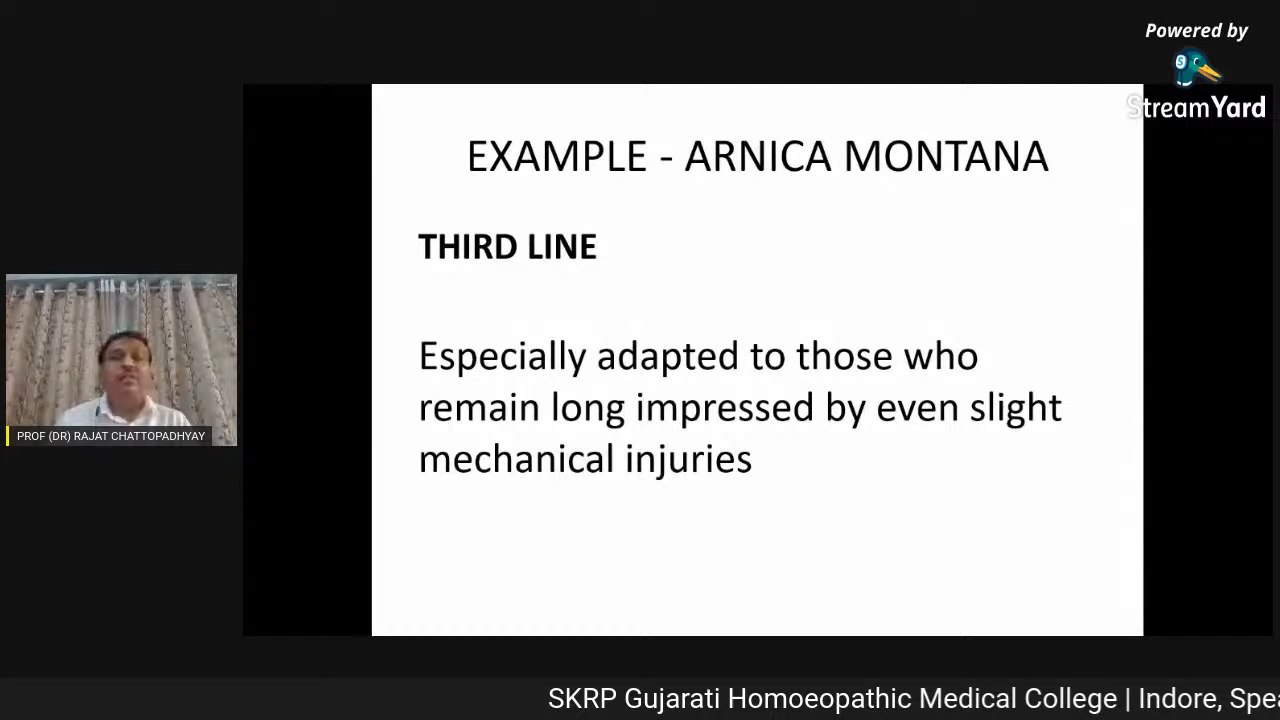 Powered by
StreamYard
EXAMPLE - ARNICA MONTANA
THIRD LINE
Especially adapted to those who
remain long impressed by even slight
mechanical injuries
PROF (DR) RAJAT CHATTOPADHYAY
SKRP Gujarati Homoeopathic Medical College | Indore, Spe